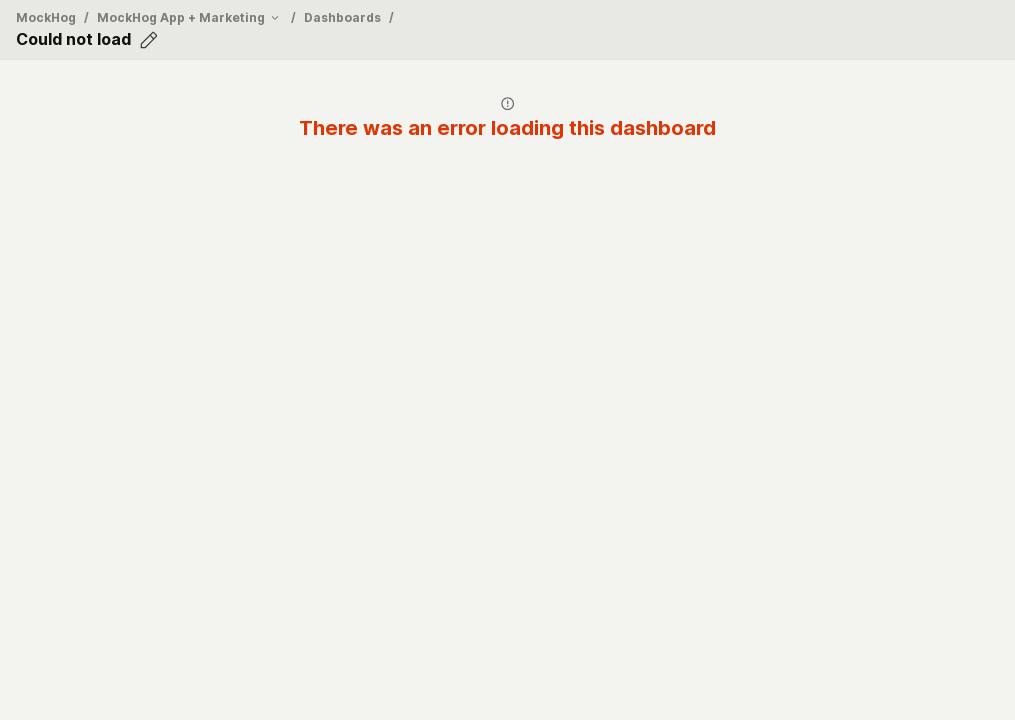 MockHog / MockHog App + Marketing / Dashboards /
Could not load
There was an error loading this dashboard